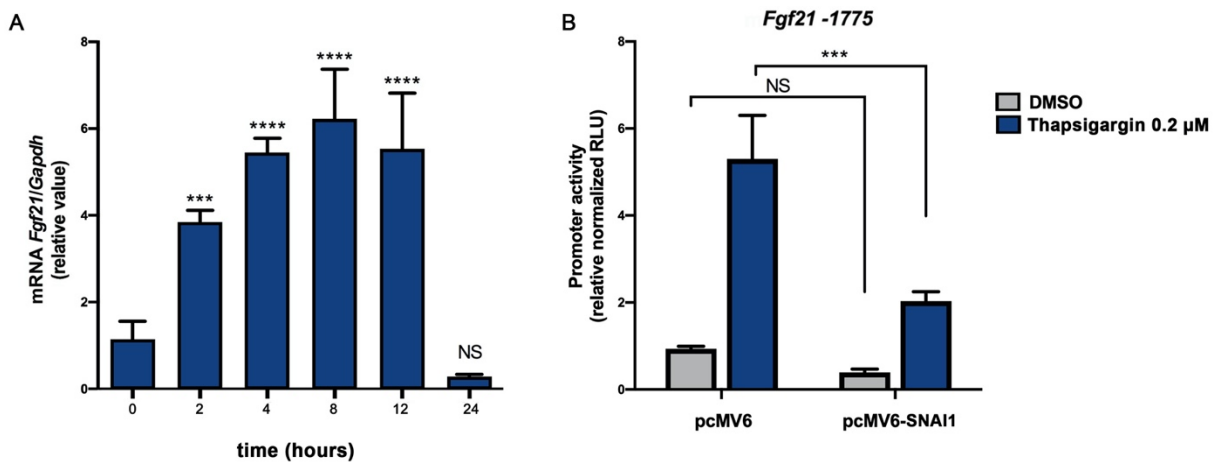 A
8
6
4
2
0
mRNA Fgf21/Gapdh
(relative value)
***
****
****
****
NS
0 2 4 8 12 24
time (hours)
B
Fgf21 -1775
8
6
4
2
0
Promoter activity
(relative normalized RLU)
***
NS
pcMV6 pcMV6-SNAI1
DMSO
Thapsigargin 0.2 µM